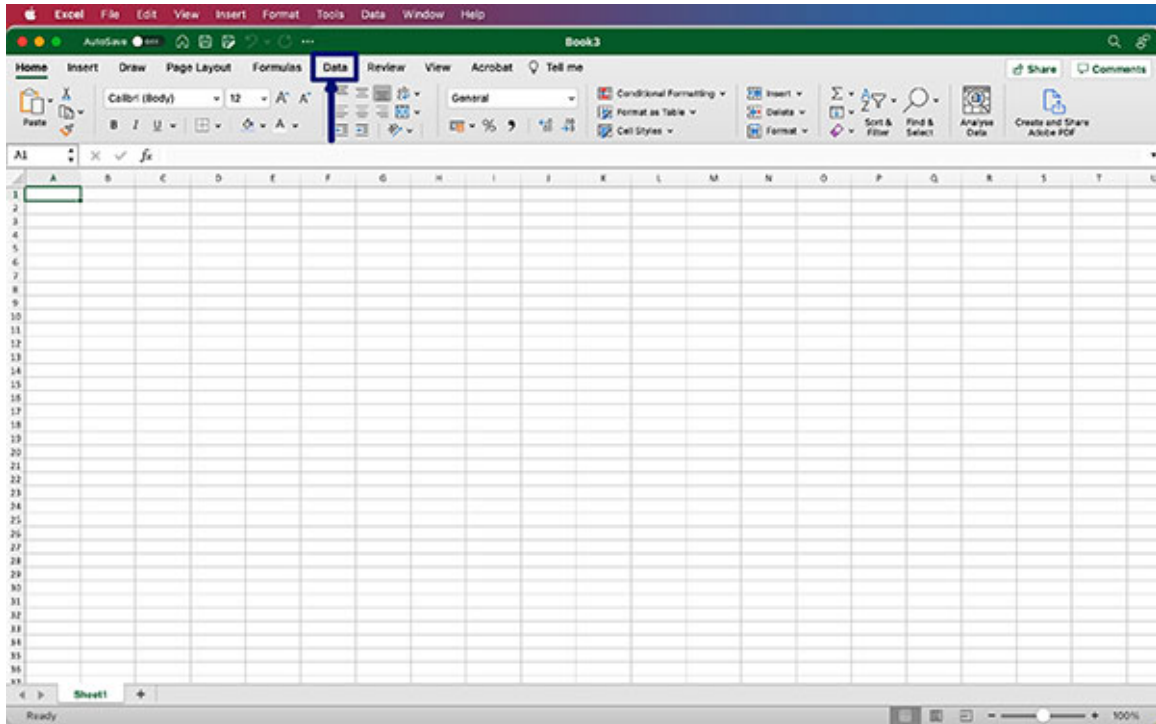 Excel File Edit View Insert Format Tools Data Window Help
AutoSave OFF Book3
Home Insert Draw Page Layout Formulas Data Review View Acrobat Tell me Share Comments
Paste
Calibri (Body) 12 A^ A˅
B I U A
General
% 9
Conditional Formatting
Format as Table
Cell Styles
Insert
Delete
Format
Sort & Filter
Find & Select
Analyse Data
Create and Share Adobe PDF
A1 fx
A B C D E F G H I J K L M N O P Q R S T U
1
2
3
4
5
6
7
8
9
10
11
12
13
14
15
16
17
18
19
20
21
22
23
24
25
26
27
28
29
30
31
32
33
34
35
36
37
Sheet1 +
Ready 100%